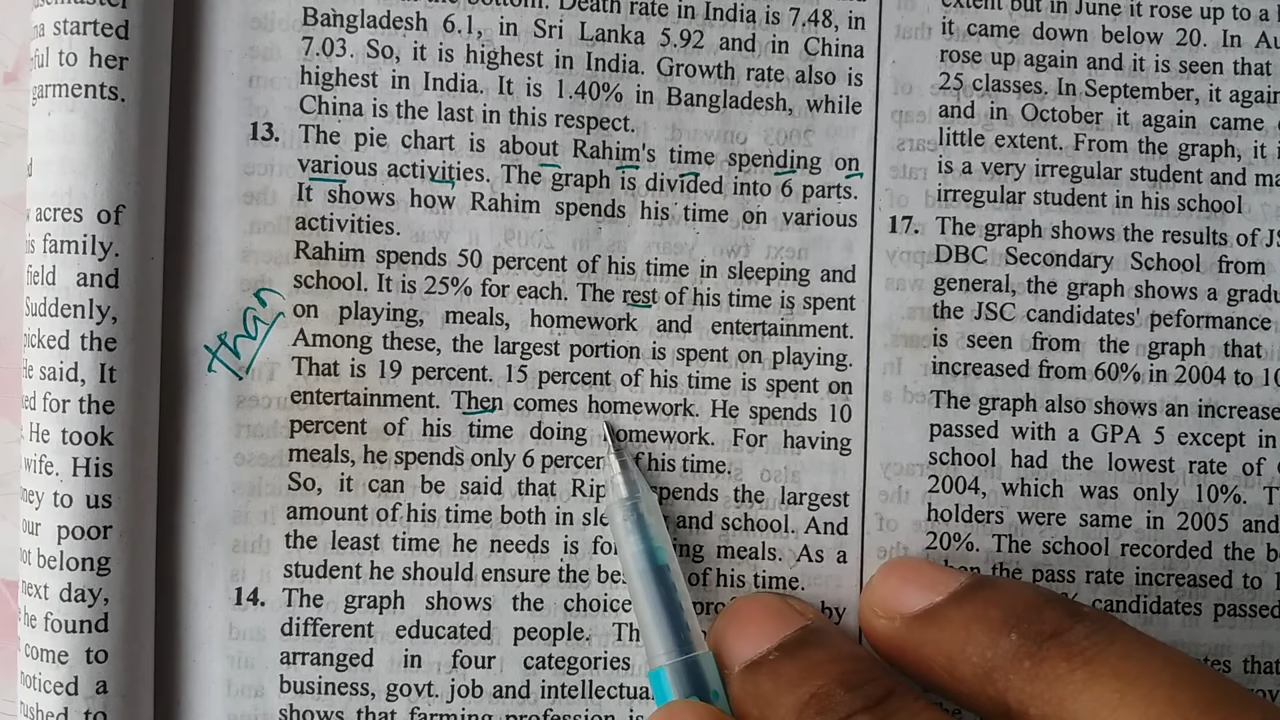 na started
ful to her
garments.
acres of
is family.
field and
Suddenly,
picked the
He said, It
ed for the
He took
wife. His
ney to us
our poor
not belong
next day,
he found
come to
noticed a
rushed to
bottom. Death rate in India is 7.48, in
Bangladesh 6.1, in Sri Lanka 5.92 and in China
7.03. So, it is highest in India. Growth rate also is
highest in India. It is 1.40% in Bangladesh, while
China is the last in this respect.
13. The pie chart is about Rahim's time spending on
various activities. The graph is divided into 6 parts.
It shows how Rahim spends his time on various
activities.
Rahim spends 50 percent of his time in sleeping and
school. It is 25% for each. The rest of his time is spent
on playing, meals, homework and entertainment.
Among these, the largest portion is spent on playing.
That is 19 percent. 15 percent of his time is spent on
entertainment. Then comes homework. He spends 10
percent of his time doing homework. For having
meals, he spends only 6 percen f his time.
So, it can be said that Rip spends the largest
amount of his time both in sle and school. And
the least time he needs is fo ing meals. As a
student he should ensure the be of his time.
14. The graph shows the choice pro by
different educated people. Th
arranged in four categories
business, govt. job and intellectua
shows that farming profession is
than
extent but in June it rose up to a
it came down below 20. In Au
rose up again and it is seen that
25 classes. In September, it again
and in October it again came
little extent. From the graph, it i
is a very irregular student and ma
irregular student in his school
17. The graph shows the results of JS
DBC Secondary School from
general, the graph shows a gradu
the JSC candidates' peformance
is seen from the graph that
increased from 60% in 2004 to 10
The graph also shows an increase
passed with a GPA 5 except in
school had the lowest rate of
2004, which was only 10%. T
holders were same in 2005 and
20%. The school recorded the b
the pass rate increased to 1
candidates passed
tes that